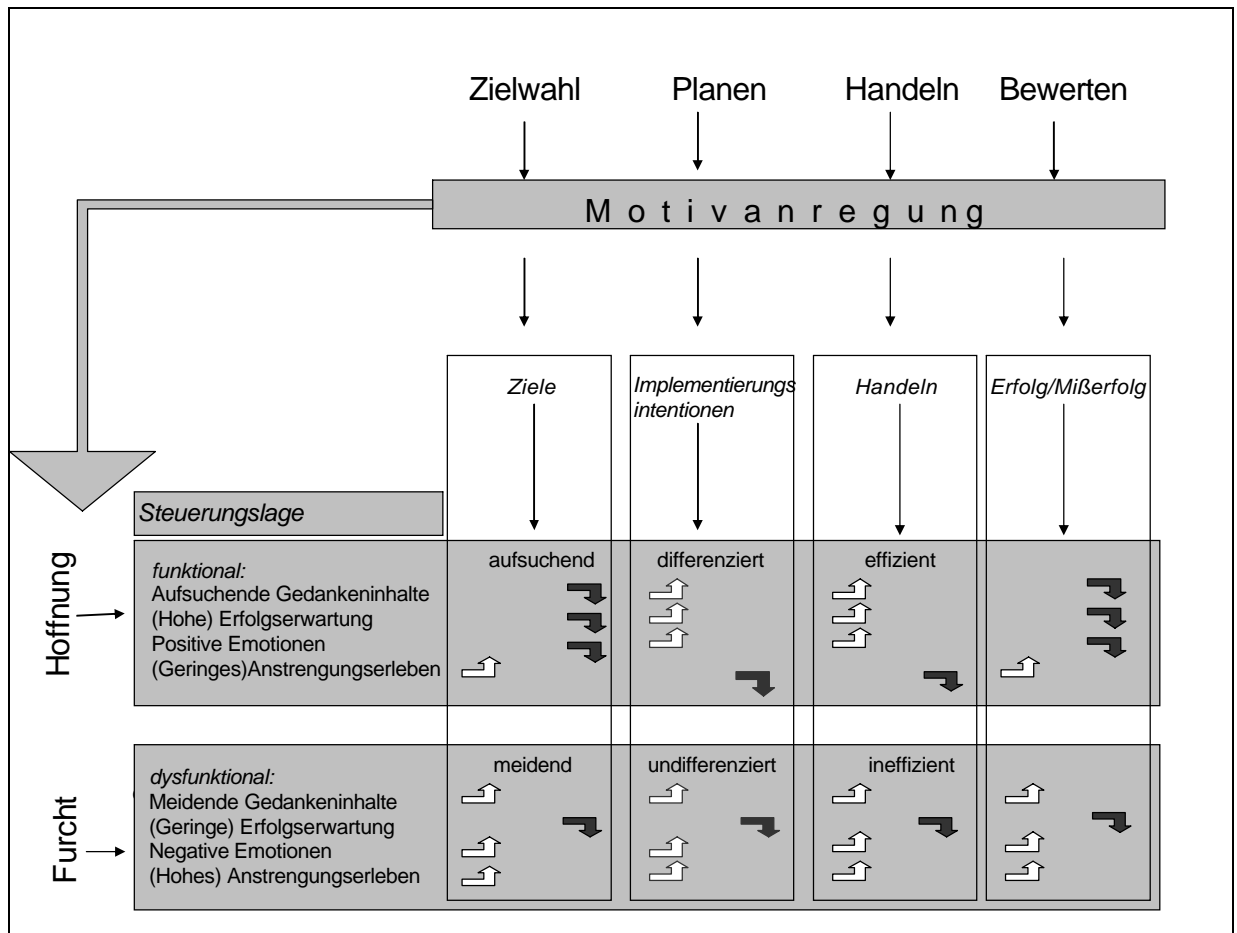 Zielwahl Planen Handeln Bewerten
Motivanregung
Ziele
Implementierungs
intentionen
Handeln
Erfolg/Mißerfolg
Steuerungslage
Hoffnung
funktional:
Aufsuchende Gedankeninhalte
(Hohe) Erfolgserwartung
Positive Emotionen
(Geringes)Anstrengungserleben
aufsuchend differenziert effizient
Furcht
dysfunktional:
Meidende Gedankeninhalte
(Geringe) Erfolgserwartung
Negative Emotionen
(Hohes) Anstrengungserleben
meidend undifferenziert ineffizient